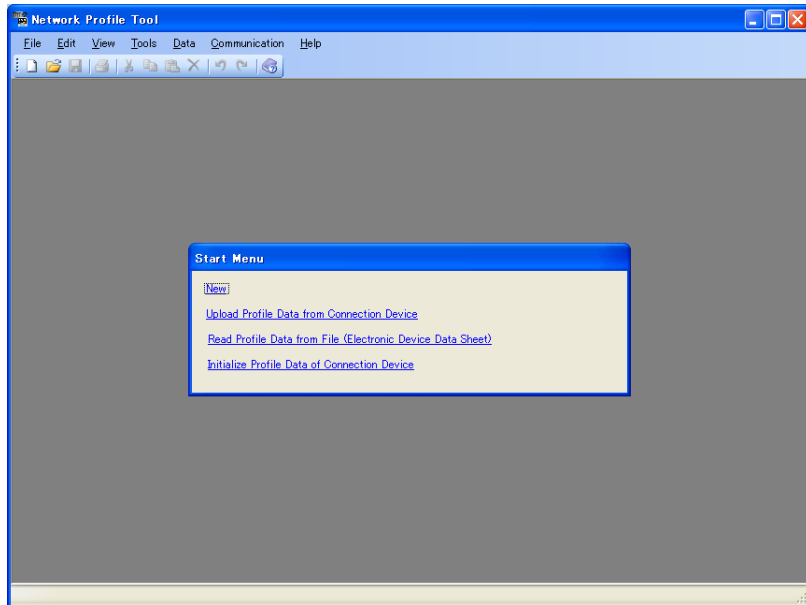 Network Profile Tool
File Edit View Tools Data Communication Help
Start Menu
New
Upload Profile Data from Connection Device
Read Profile Data from File (Electronic Device Data Sheet)
Initialize Profile Data of Connection Device